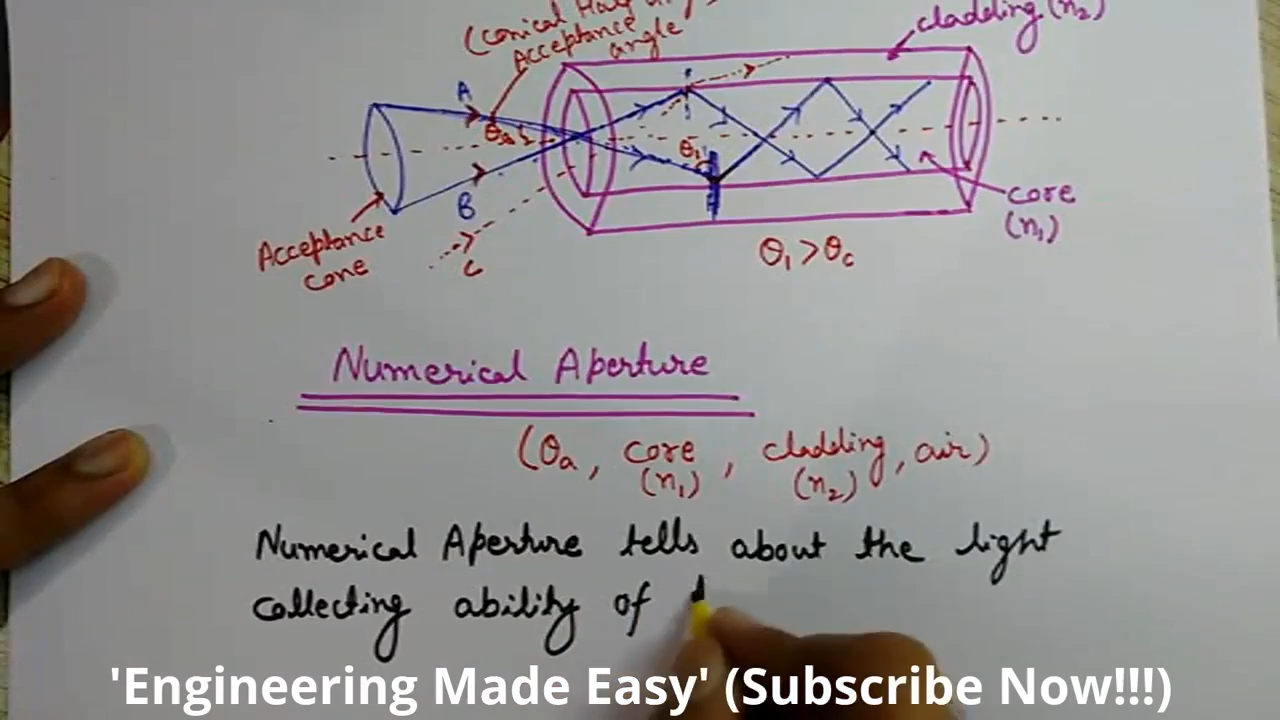 (Conical Half
Acceptance
angle
cladding (n₂)
A
θa
θ₁
B
C
core
(n₁)
Acceptance
cone
θ₁ > θc
Numerical Aperture
(θa, core, cladding, air)
(n₁) (n₂)
Numerical Aperture tells about the light
collecting ability of
'Engineering Made Easy' (Subscribe Now!!!)